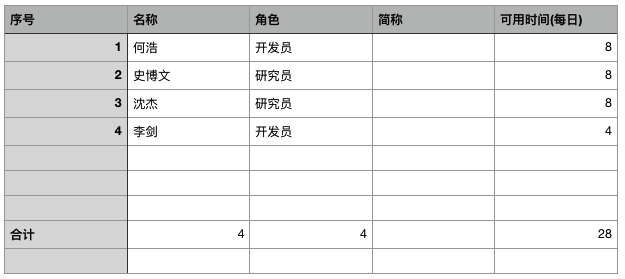 序号 名称 角色 简称 可用时间(每日)
1 何浩 开发员 8
2 史博文 研究员 8
3 沈杰 研究员 8
4 李剑 开发员 4
合计 4 4 28